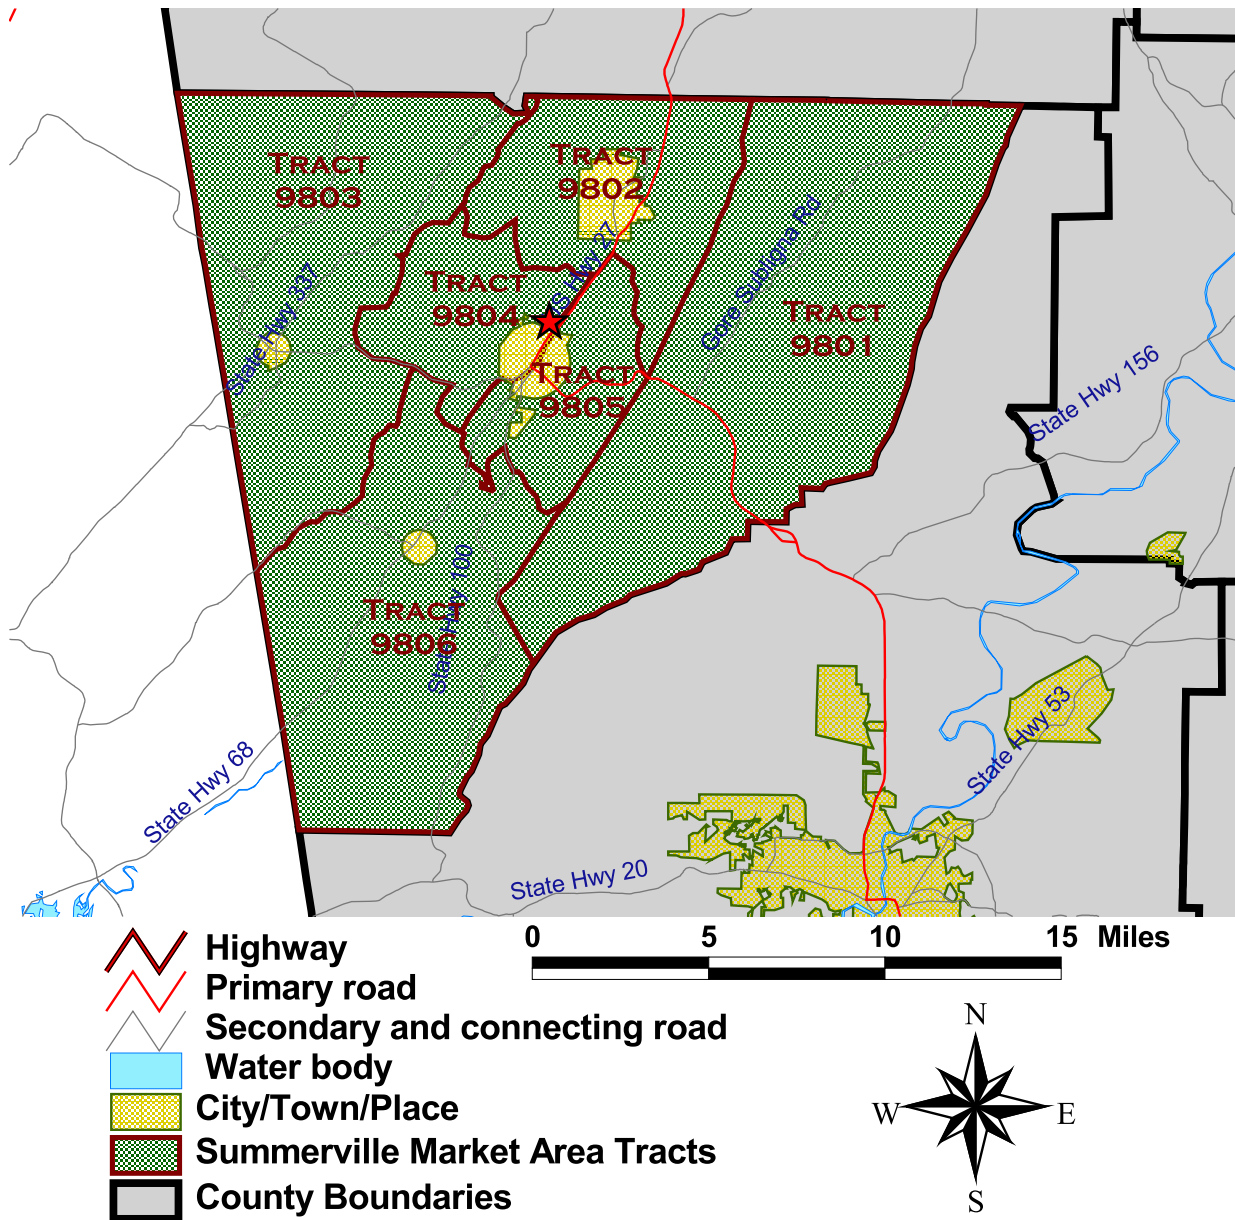 TRACT
9803
TRACT
9802
State Hwy 337
US Hwy 27
Gore Subligna Rd
TRACT
9804
TRACT
9801
State Hwy 156
TRACT
9805
State Hwy 100
TRACT
9806
State Hwy 53
State Hwy 68
State Hwy 20
0 5 10 15 Miles
Highway
Primary road
Secondary and connecting road
Water body
City/Town/Place
Summerville Market Area Tracts
County Boundaries
N
W E
S